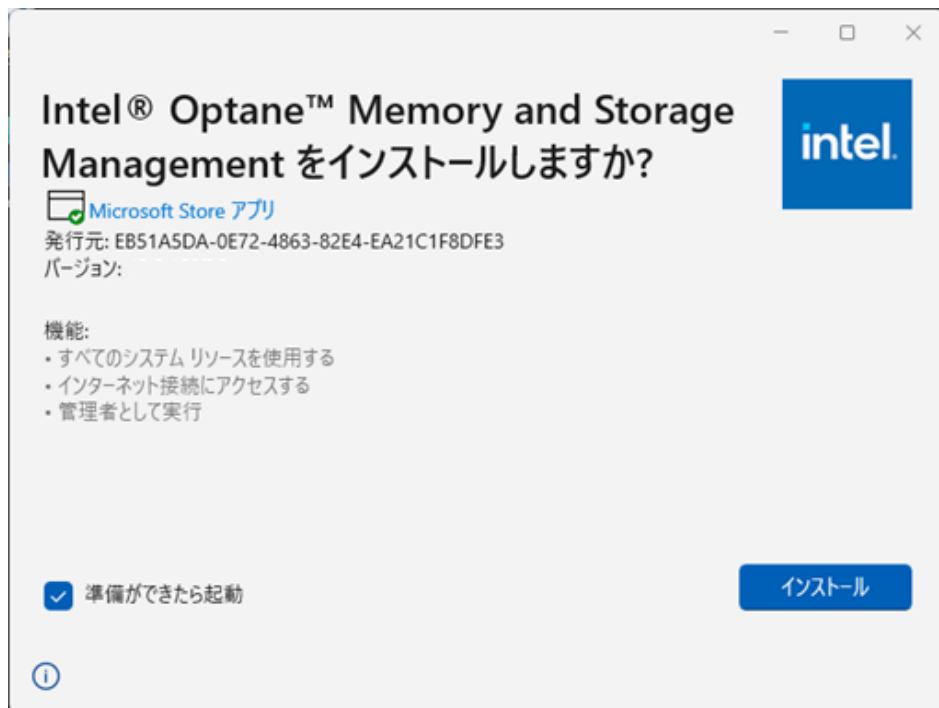 Intel® Optane™ Memory and Storage
Management をインストールしますか?
intel.
Microsoft Store アプリ
発行元: EB51A5DA-0E72-4863-82E4-EA21C1F8DFE3
バージョン:
機能:
• すべてのシステム リソースを使用する
• インターネット接続にアクセスする
• 管理者として実行
準備ができたら起動
インストール